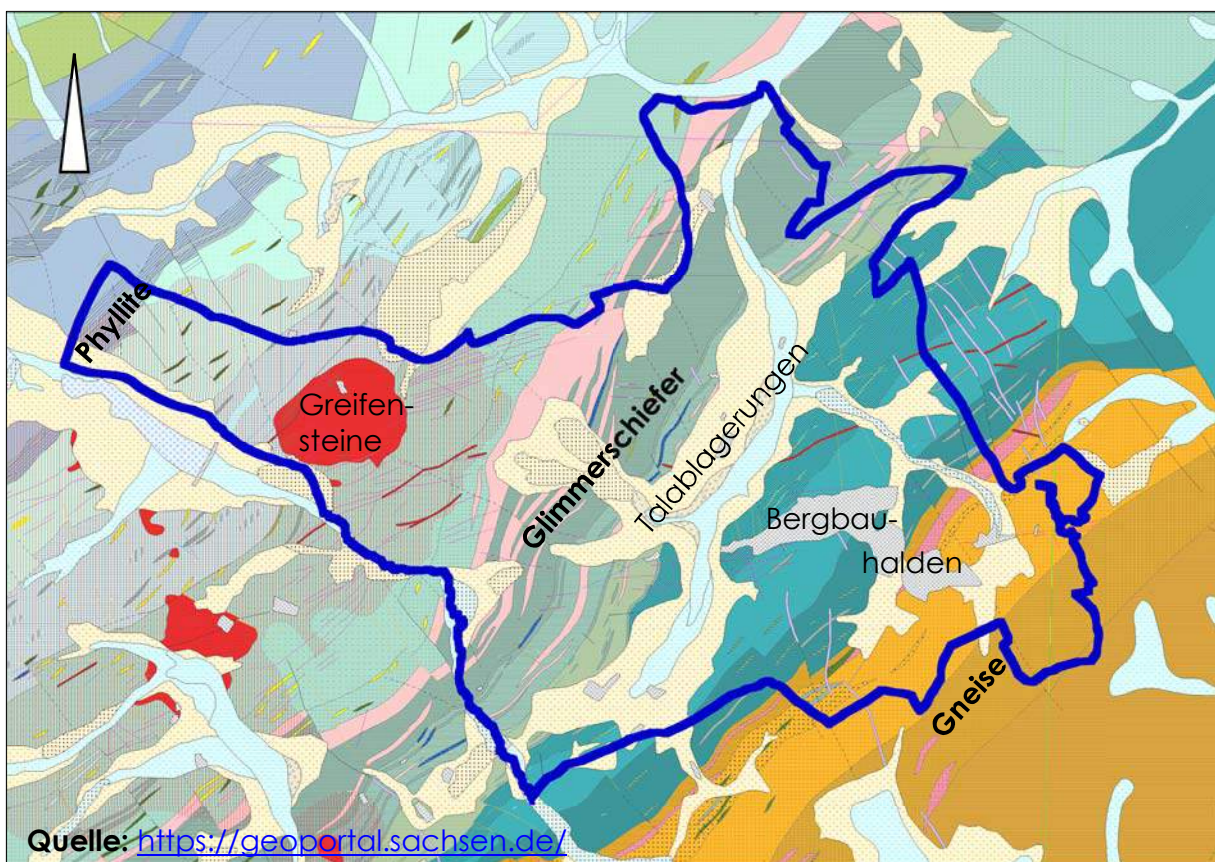 Phyllite
Greifen-
steine
Glimmerschiefer
Talablagerungen
Bergbau-
halden
Gneise
Quelle: https://geoportal.sachsen.de/